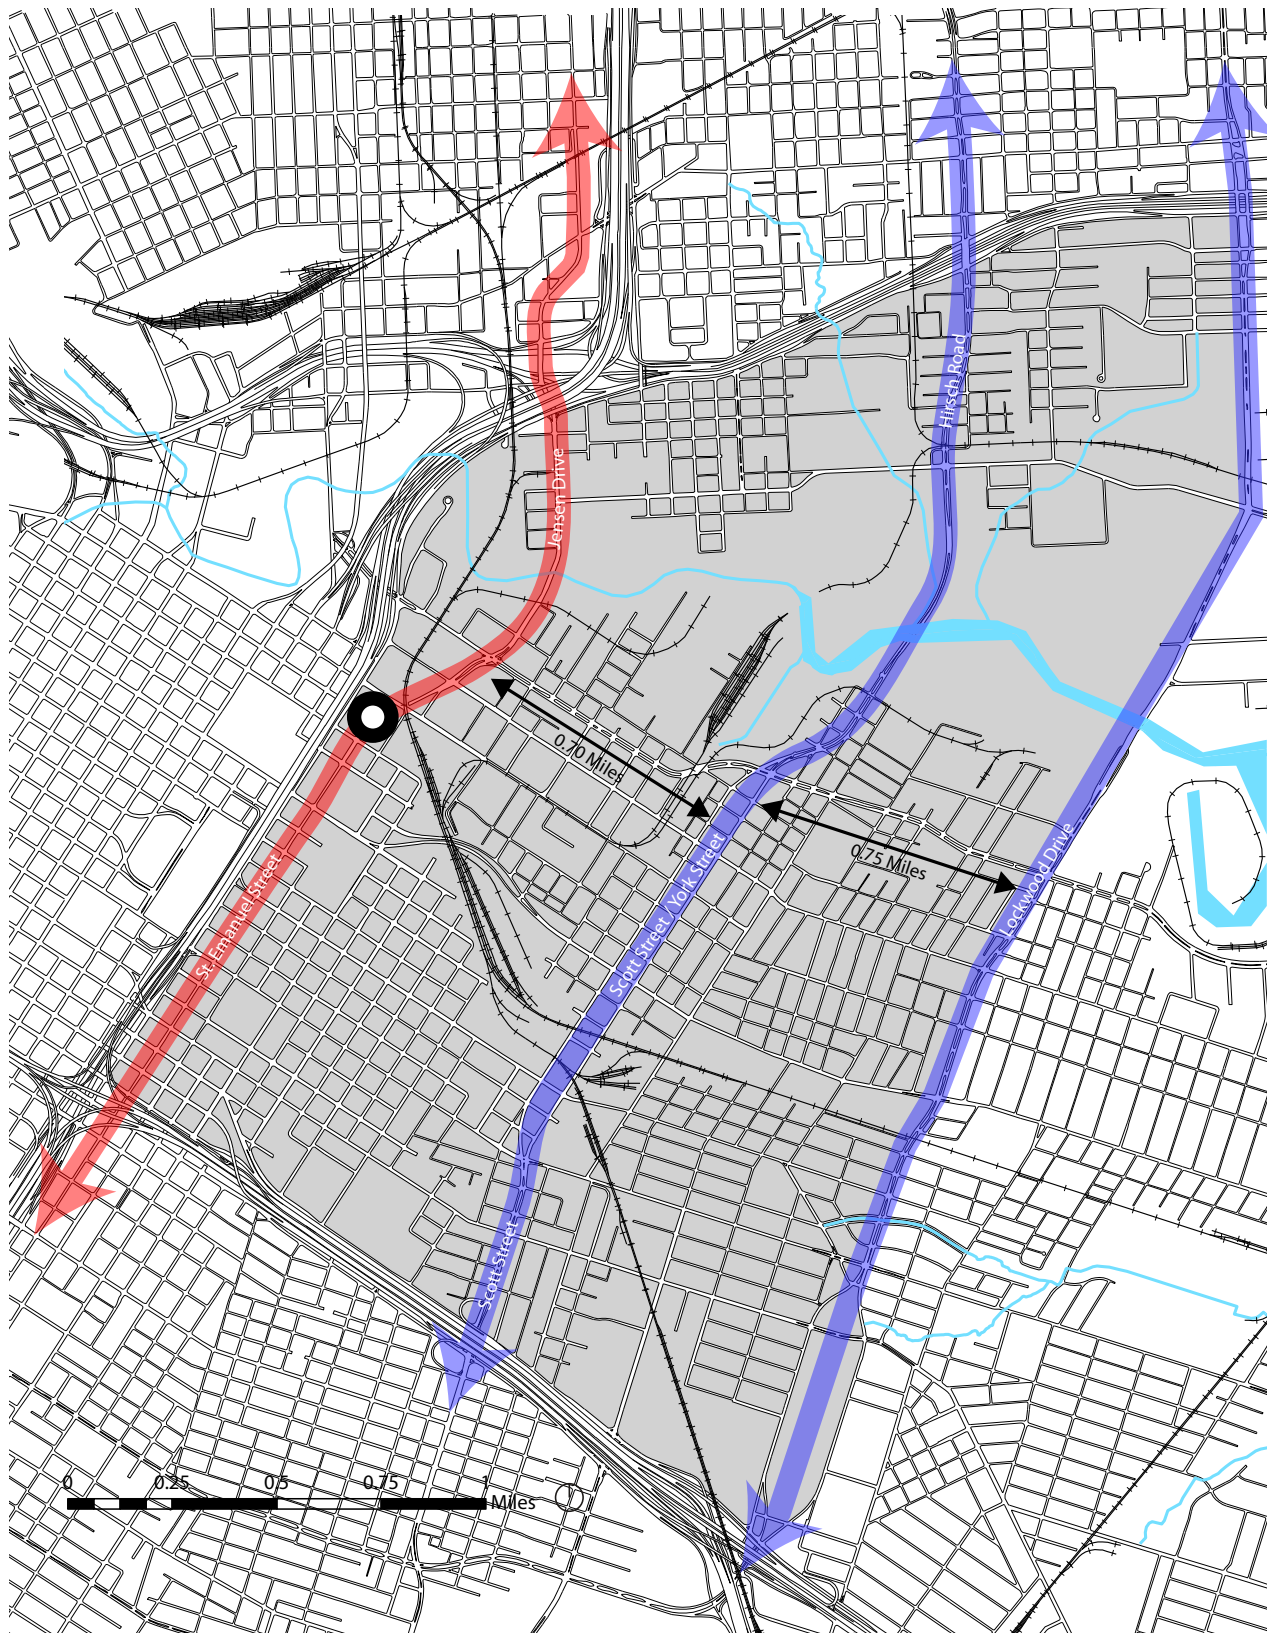 Hirsch Road
Jensen Drive
0.70 Miles
0.75 Miles
Lockwood Drive
St. Emanuel Street
Scott Street / York Street
Scott Street
0 0.25 0.5 0.75 1
Miles